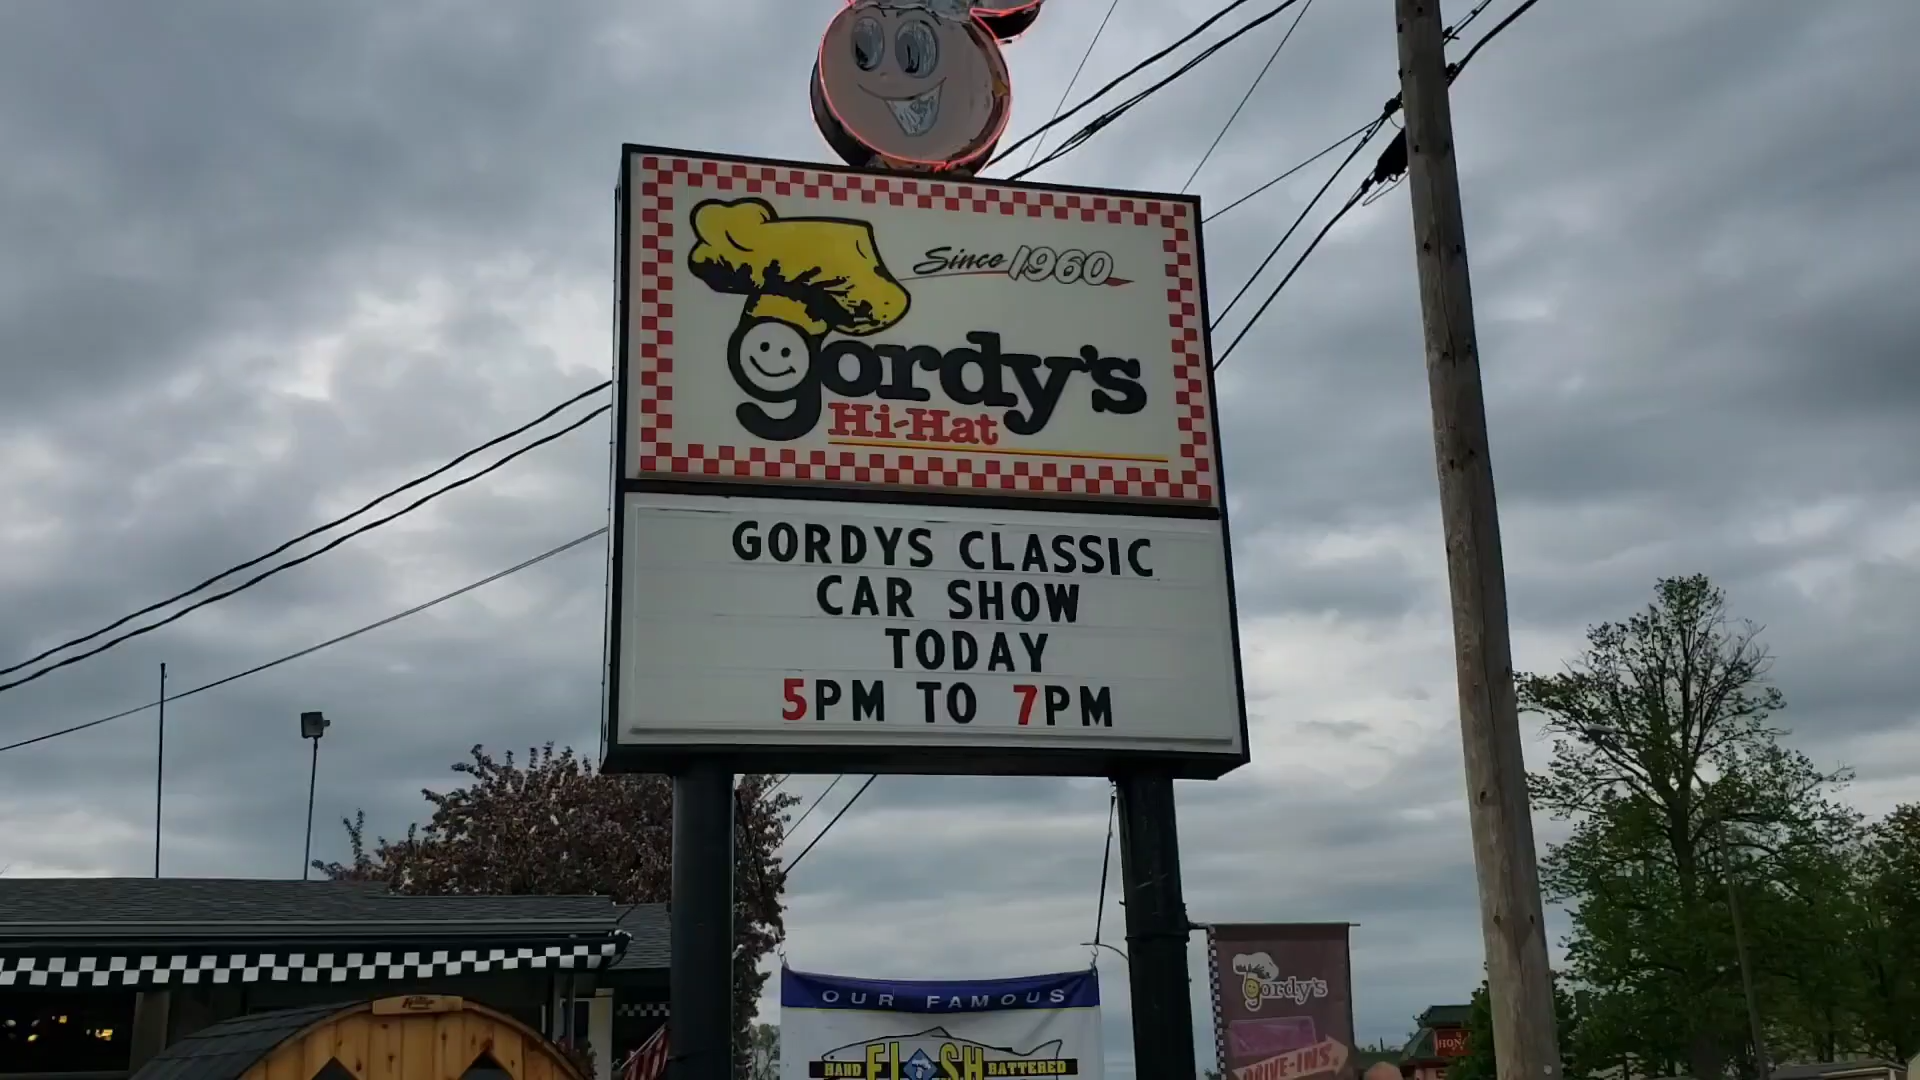 Since 1960
gordy's
Hi-Hat
GORDYS CLASSIC
CAR SHOW
TODAY
5PM TO 7PM
OUR FAMOUS
HAND FISH BATTERED
gordy's
DRIVE-INS